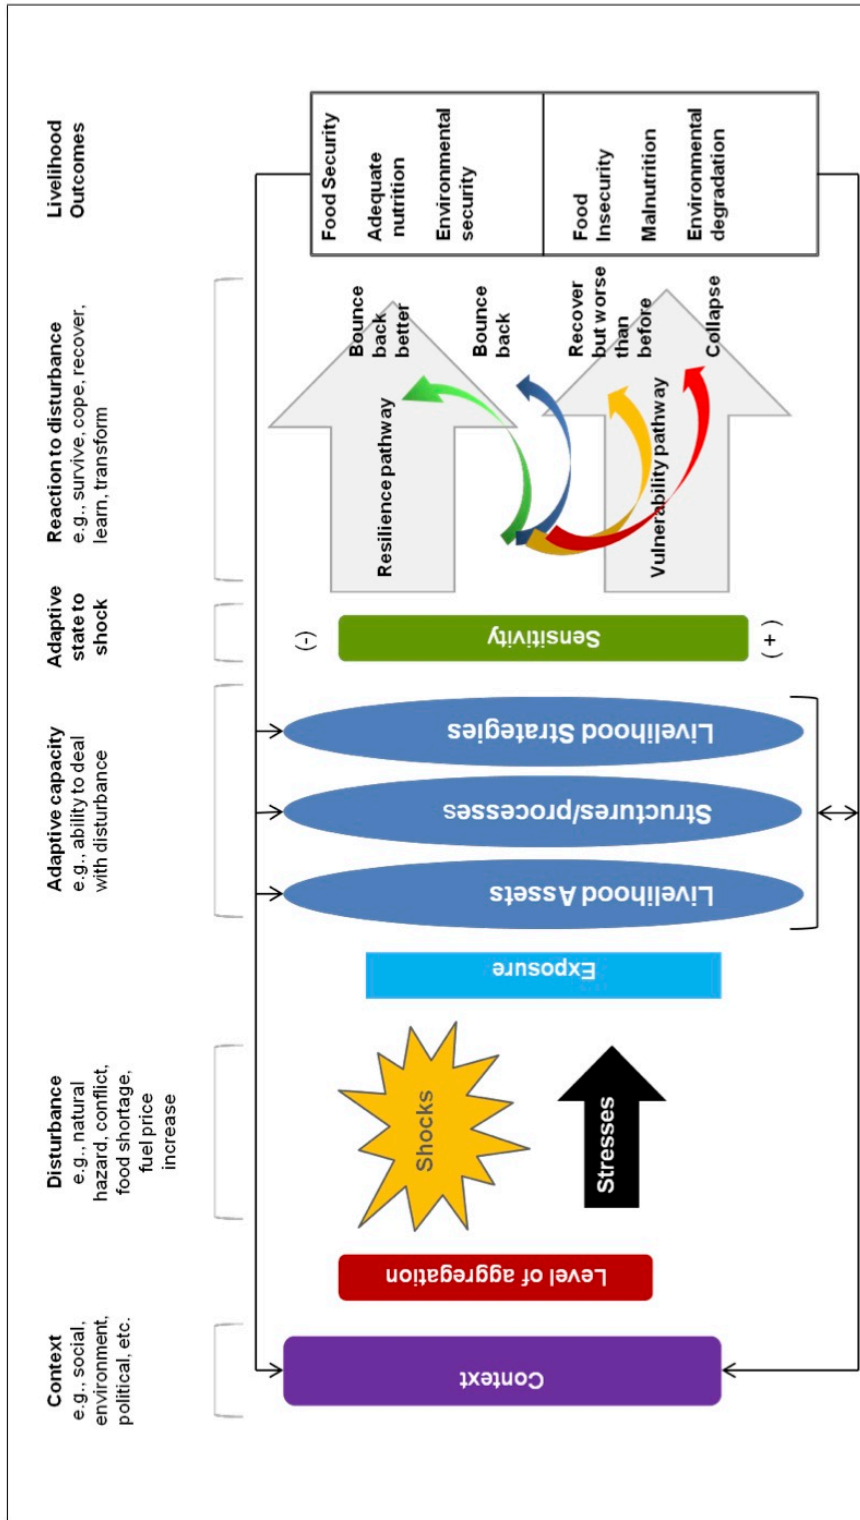 Context
e.g., social,
environment,
political, etc.
Disturbance
e.g., natural
hazard, conflict,
food shortage,
fuel price
increase
Adaptive capacity
e.g., ability to deal
with disturbance
Adaptive
state to
shock
Reaction to disturbance
e.g., survive, cope, recover,
learn, transform
Livelihood
Outcomes
Context
Level of aggregation
Shocks
Stresses
Exposure
Livelihood Assets
Structures/processes
Livelihood Strategies
(-)
Sensitivity
(+)
Resilience pathway
Vulnerability pathway
Bounce
back
better
Bounce
back
Recover
but worse
than
before
Collapse
Food Security
Adequate
nutrition
Environmental
security
Food
Insecurity
Malnutrition
Environmental
degradation